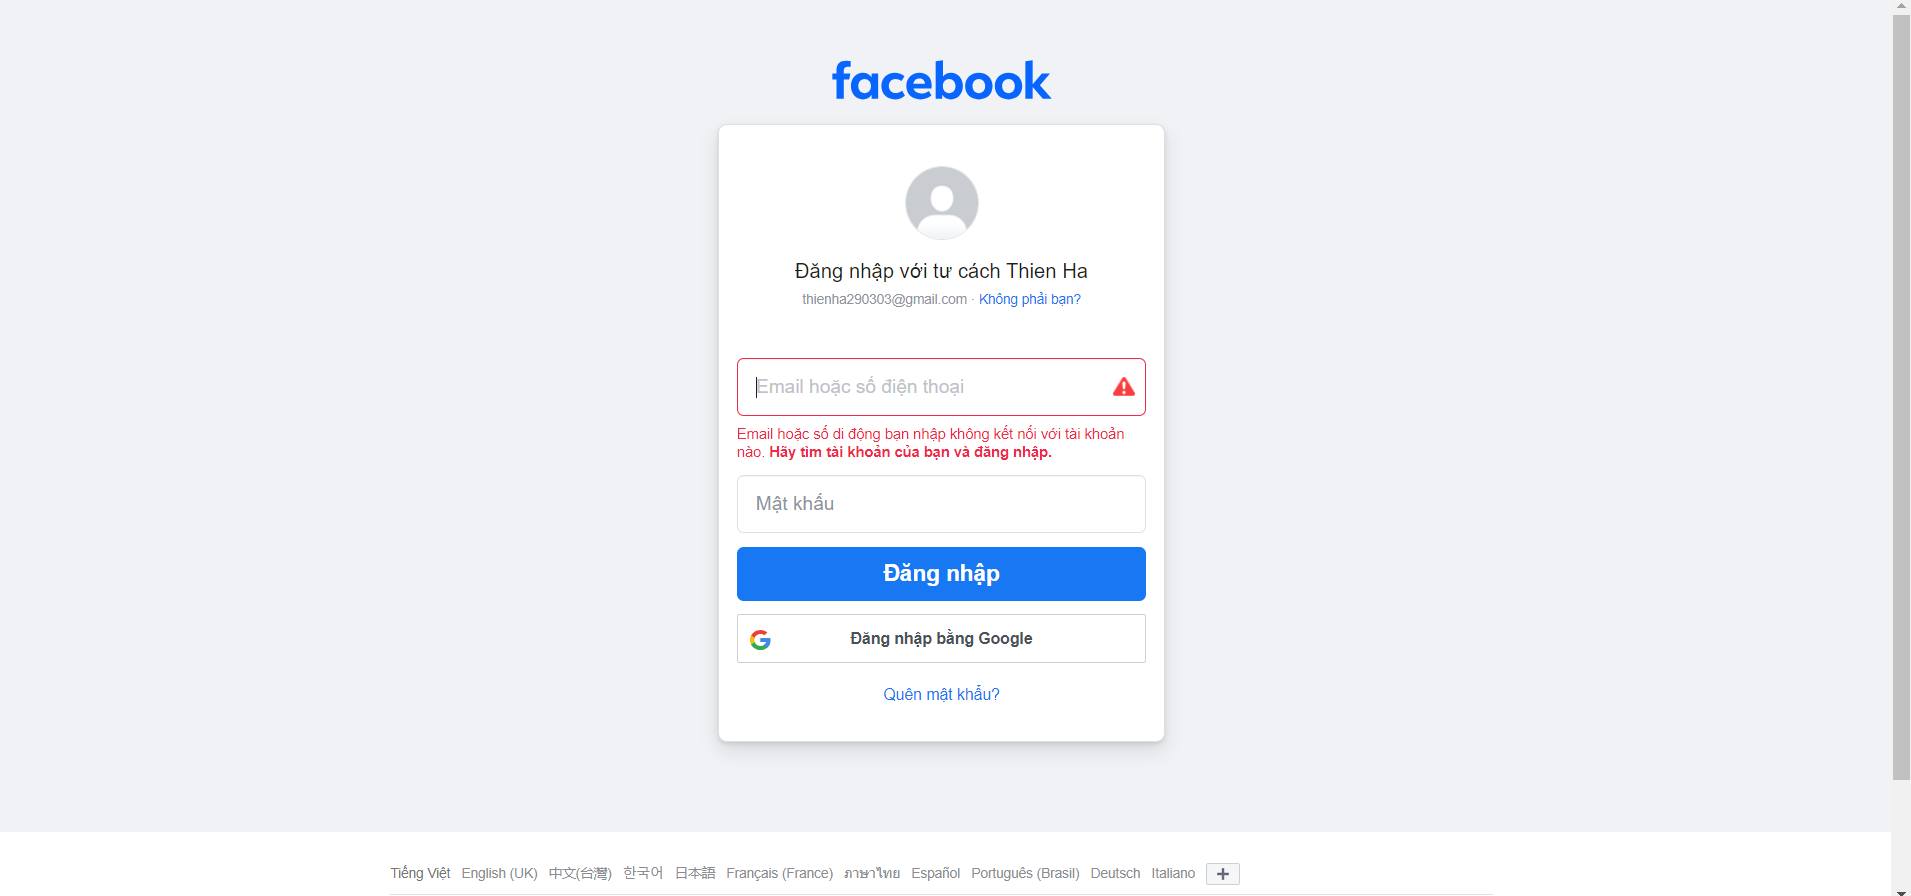 facebook
Đăng nhập với tư cách Thien Ha
thienha290303@gmail.com · Không phải bạn?
Email hoặc số điện thoại
Email hoặc số di động bạn nhập không kết nối với tài khoản
nào. Hãy tìm tài khoản của bạn và đăng nhập.
Mật khẩu
Đăng nhập
Đăng nhập bằng Google
Quên mật khẩu?
Tiếng Việt English (UK) 中文(台灣) 한국어 日本語 Français (France) ภาษาไทย Español Português (Brasil) Deutsch Italiano +